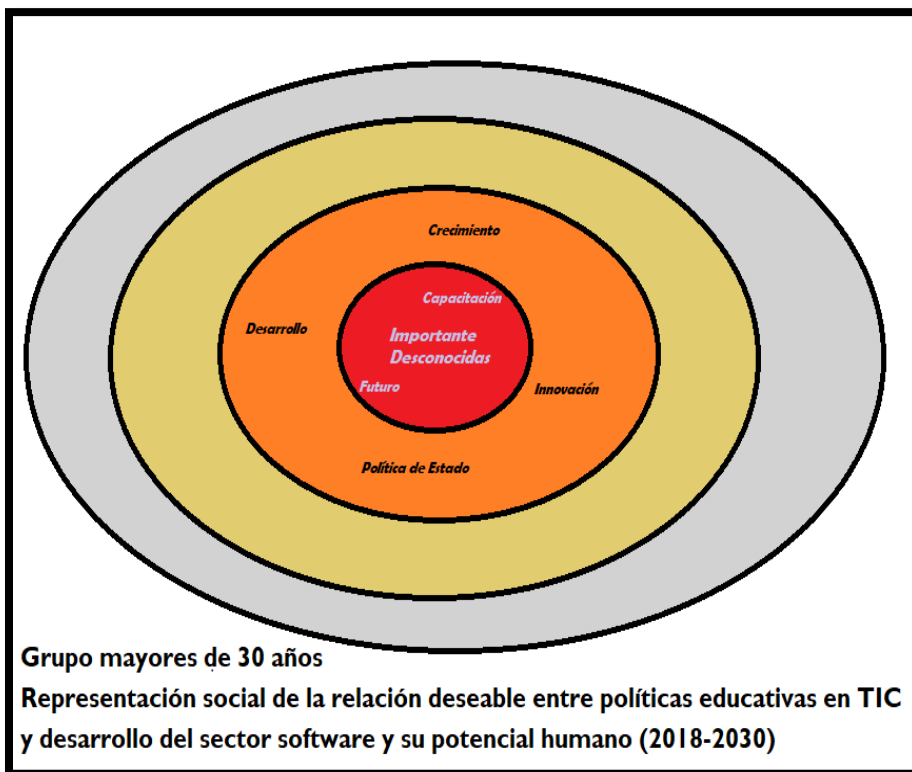 Crecimiento
Capacitación
Desarrollo
Importante
Desconocidas
Futuro
Innovación
Política de Estado
Grupo mayores de 30 años
Representación social de la relación deseable entre políticas educativas en TIC
y desarrollo del sector software y su potencial humano (2018-2030)